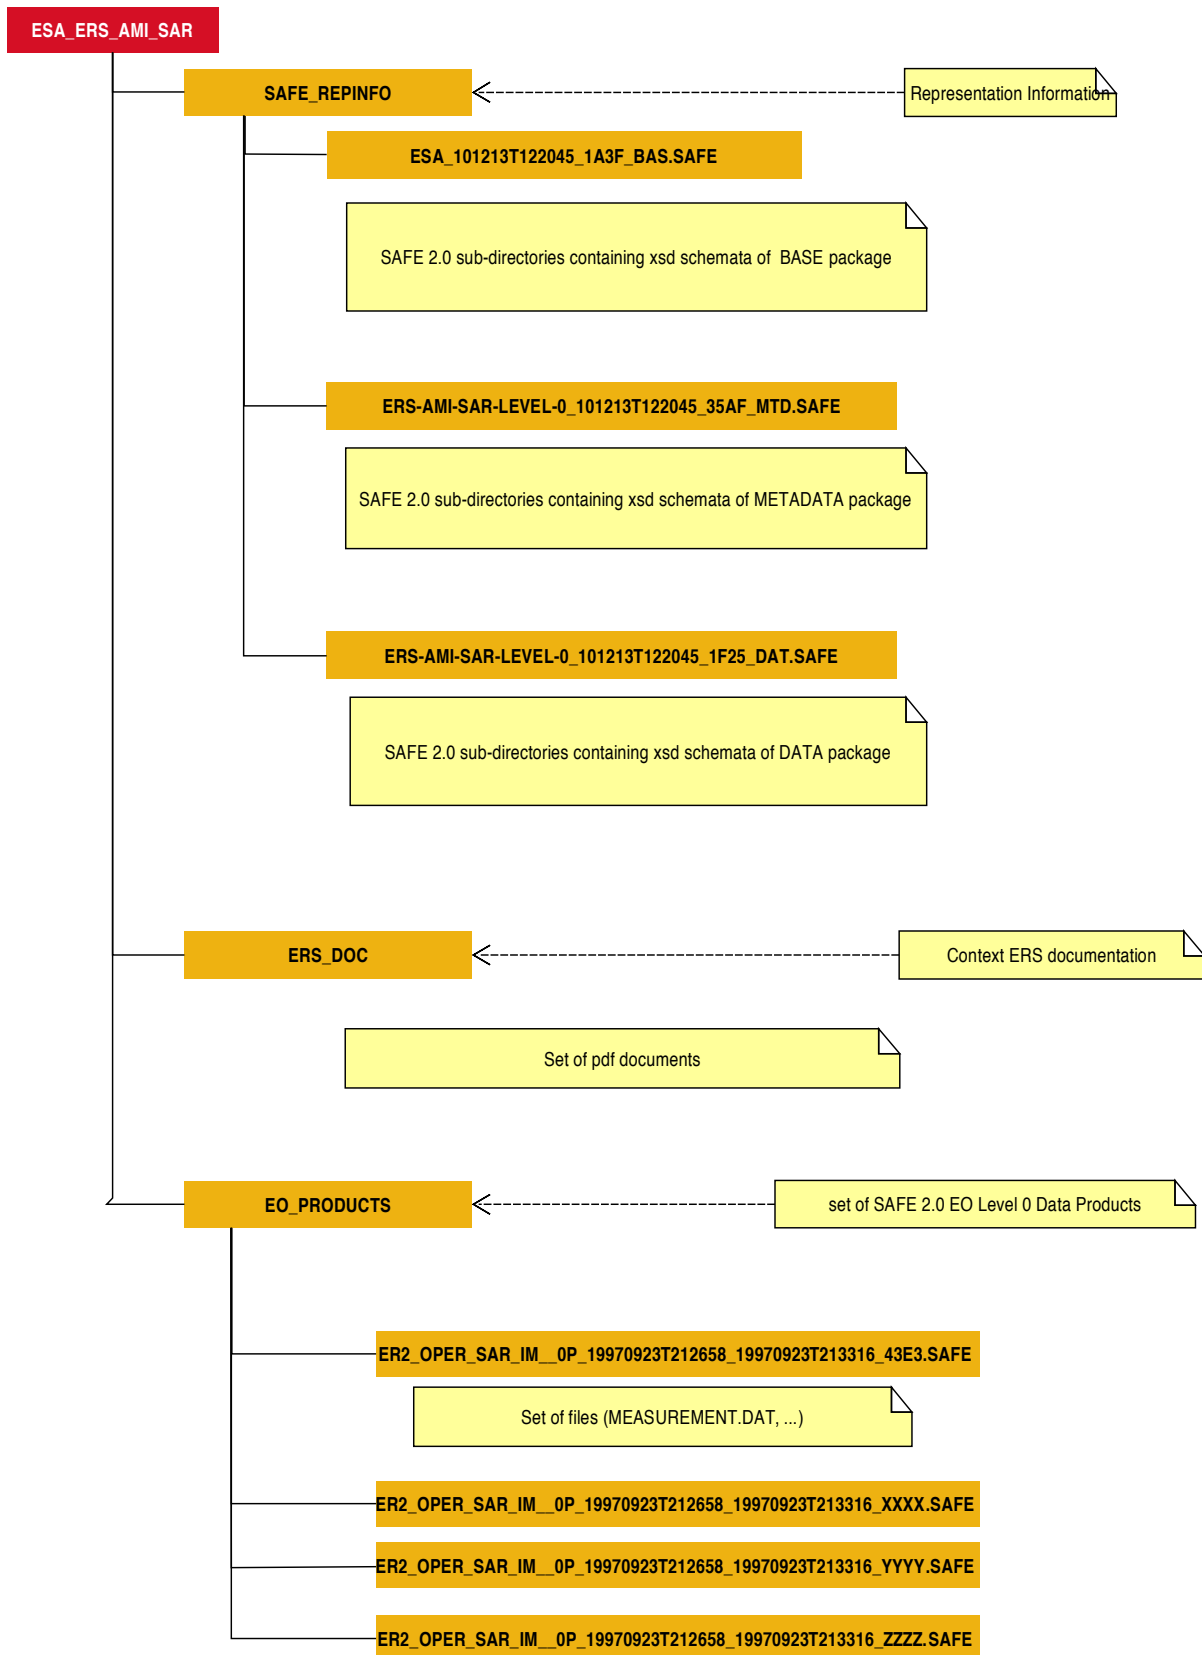 ESA_ERS_AMI_SAR
SAFE_REPINFO
Representation Information
ESA_101213T122045_1A3F_BAS.SAFE
SAFE 2.0 sub-directories containing xsd schemata of BASE package
ERS-AMI-SAR-LEVEL-0_101213T122045_35AF_MTD.SAFE
SAFE 2.0 sub-directories containing xsd schemata of METADATA package
ERS-AMI-SAR-LEVEL-0_101213T122045_1F25_DAT.SAFE
SAFE 2.0 sub-directories containing xsd schemata of DATA package
ERS_DOC
Context ERS documentation
Set of pdf documents
EO_PRODUCTS
set of SAFE 2.0 EO Level 0 Data Products
ER2_OPER_SAR_IM__0P_19970923T212658_19970923T213316_43E3.SAFE
Set of files (MEASUREMENT.DAT, ...)
ER2_OPER_SAR_IM__0P_19970923T212658_19970923T213316_XXXX.SAFE
ER2_OPER_SAR_IM__0P_19970923T212658_19970923T213316_YYYY.SAFE
ER2_OPER_SAR_IM__0P_19970923T212658_19970923T213316_ZZZZ.SAFE